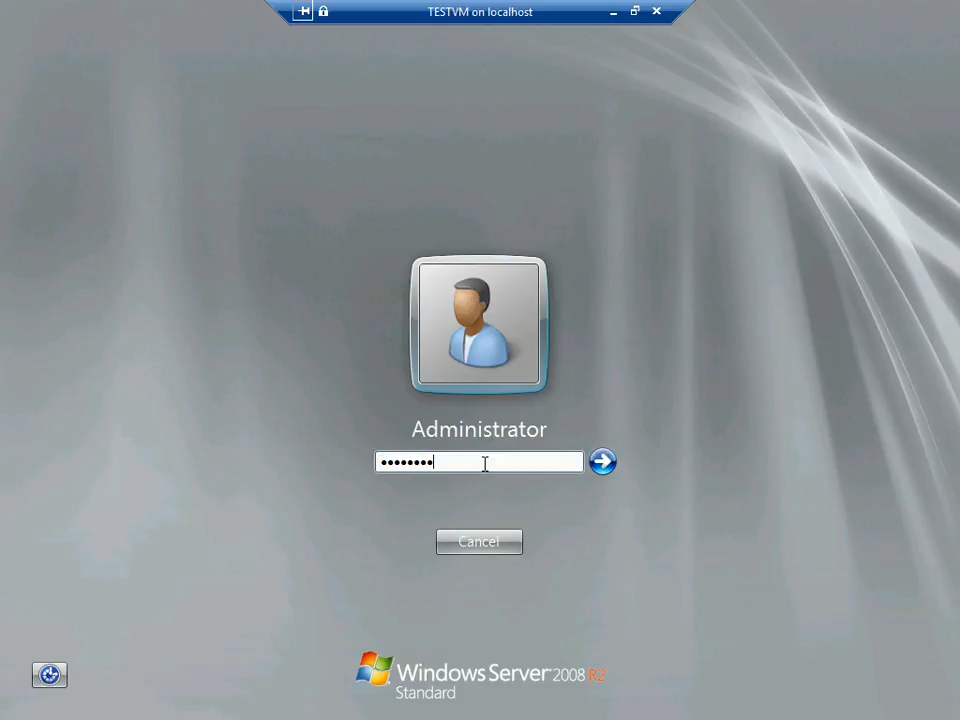 TESTVM on localhost
Administrator
••••••••
Cancel
Windows Server 2008 R2
Standard